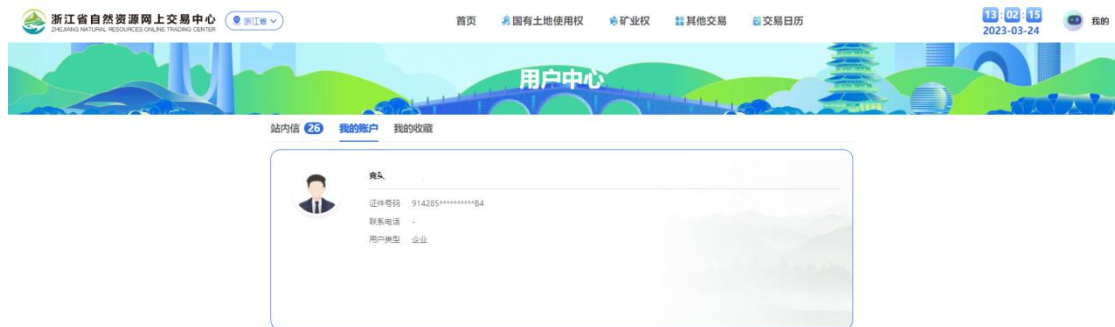 浙江省自然资源网上交易中心
ZHEJIANG NATURAL RESOURCES ONLINE TRADING CENTER
浙江省
首页 国有土地使用权 矿业权 其他交易 交易日历
13:02:15
2023-03-24
我的
用户中心
站内信 26 我的账户 我的收藏
证件号码 914285**********B4
联系电话 -
用户类型 企业